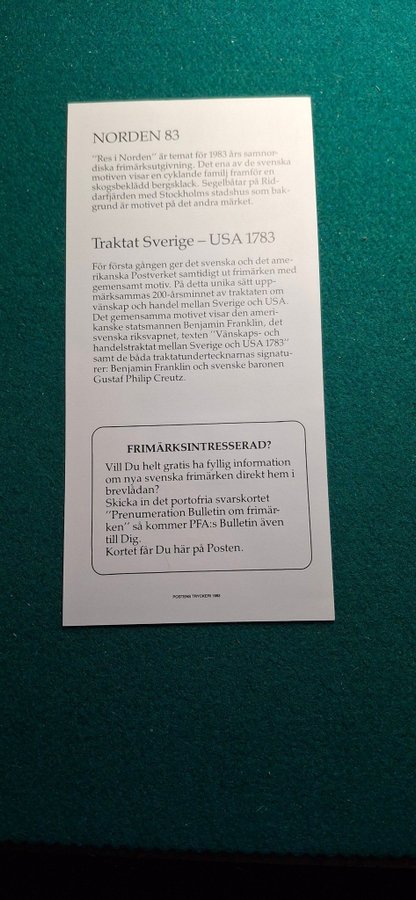 NORDEN 83
"Res i Norden" är temat för 1983 års samnor-
diska frimärksutgivning. Det ena av de svenska
motiven visar en cyklande familj framför en
skogsbeklädd bergsklack. Segelbåtar på Rid-
darfjärden med Stockholms stadshus som bak-
grund är motivet på det andra märket.
Traktat Sverige – USA 1783
För första gången ger det svenska och det ame-
rikanska Postverket samtidigt ut frimärken med
gemensamt motiv. På detta unika sätt upp-
märksammas 200-årsminnet av traktaten om
vänskap och handel mellan Sverige och USA.
Det gemensamma motivet visar den ameri-
kanske statsmannen Benjamin Franklin, det
svenska riksvapnet, texten "Vänskaps- och
handelstraktat mellan Sverige och USA 1783"
samt de båda traktatundertecknarnas signatu-
rer: Benjamin Franklin och svenske baronen
Gustaf Philip Creutz.
FRIMÄRKSINTRESSERAD?
Vill Du helt gratis ha fyllig information
om nya svenska frimärken direkt hem i
brevlådan?
Skicka in det portofria svarskortet
"Prenumeration Bulletin om frimär-
ken" så kommer PFA:s Bulletin även
till Dig.
Kortet får Du här på Posten.
POSTENS TRYCKERI 1982